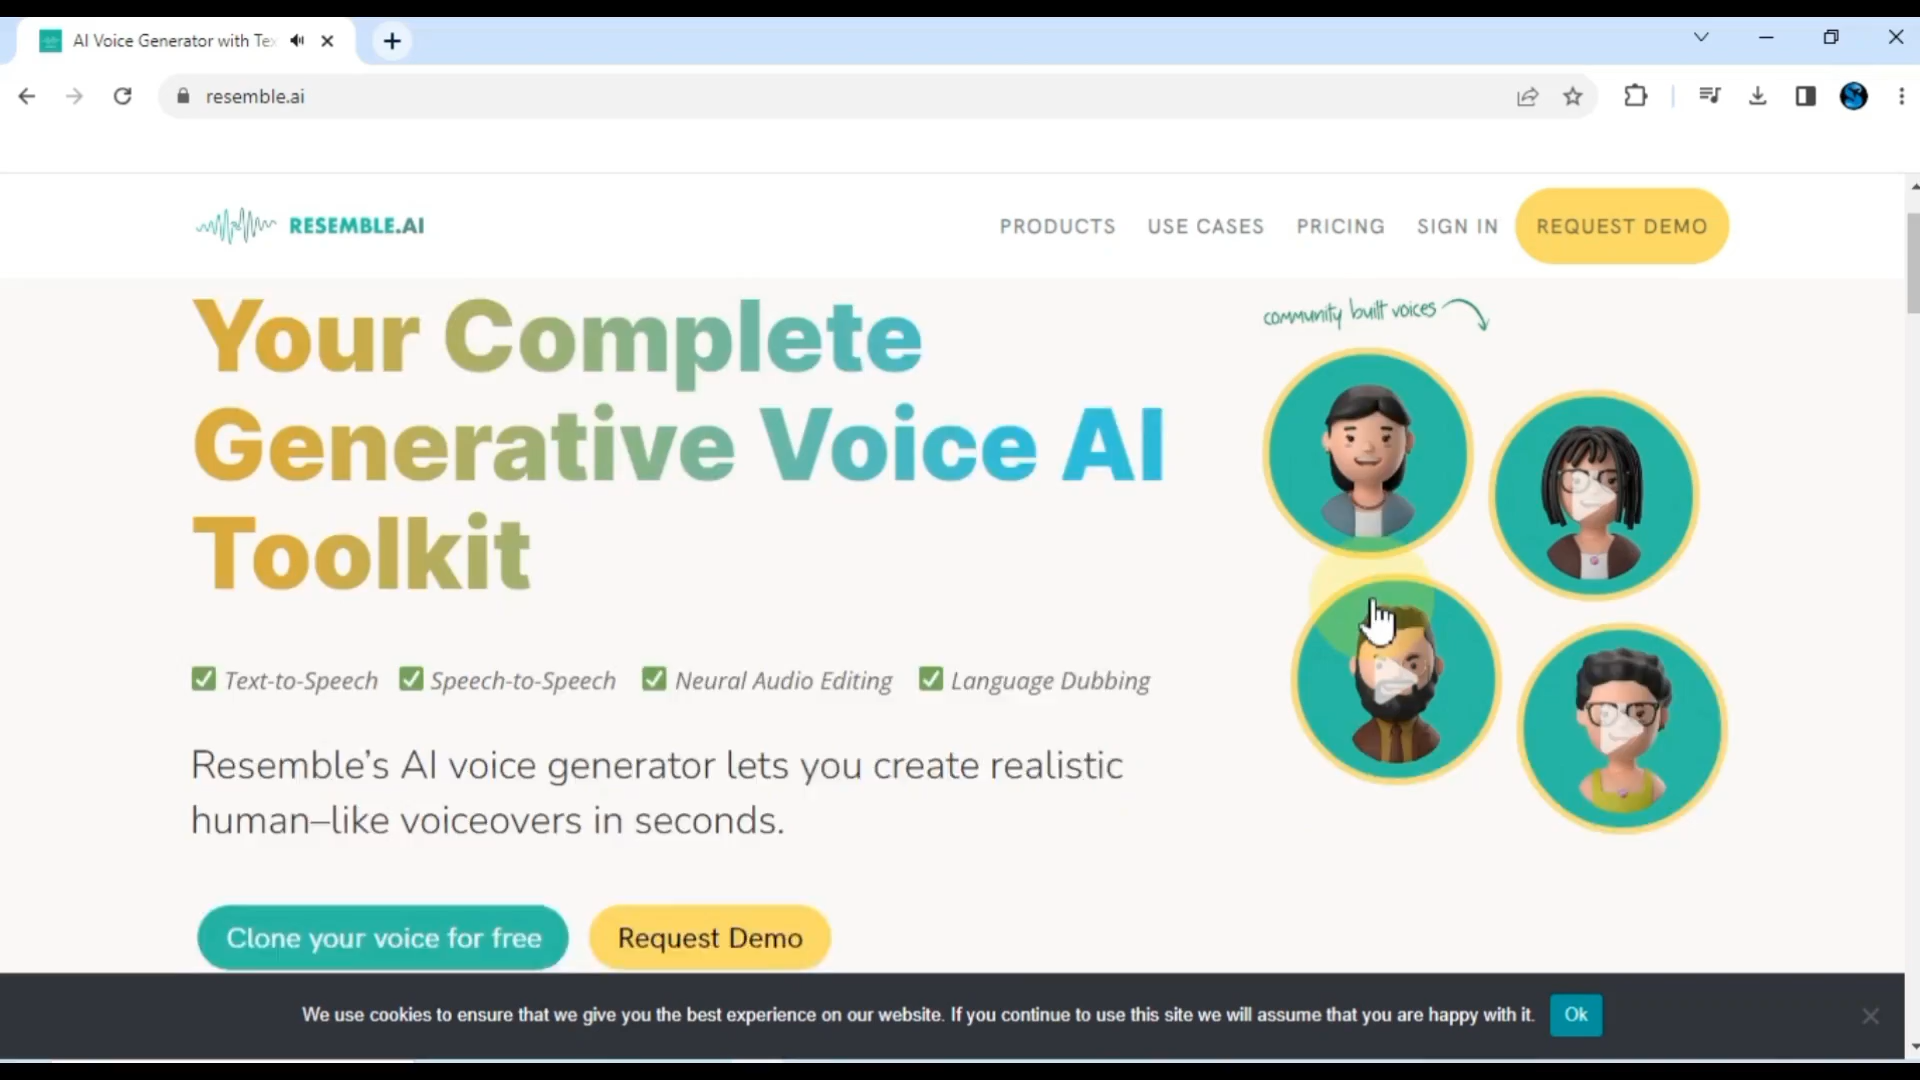 AI Voice Generator with Tex
resemble.ai
RESEMBLE.AI
PRODUCTS
USE CASES
PRICING
SIGN IN
REQUEST DEMO
Your Complete
Generative Voice AI
Toolkit
community built voices
Text-to-Speech
Speech-to-Speech
Neural Audio Editing
Language Dubbing
Resemble’s AI voice generator lets you create realistic
human–like voiceovers in seconds.
Clone your voice for free
Request Demo
We use cookies to ensure that we give you the best experience on our website. If you continue to use this site we will assume that you are happy with it.
Ok